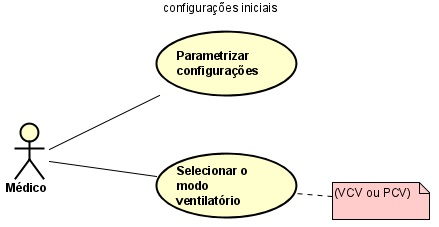 configurações iniciais
Parametrizar
configurações
Médico
Selecionar o
modo
ventilatório
(VCV ou PCV)